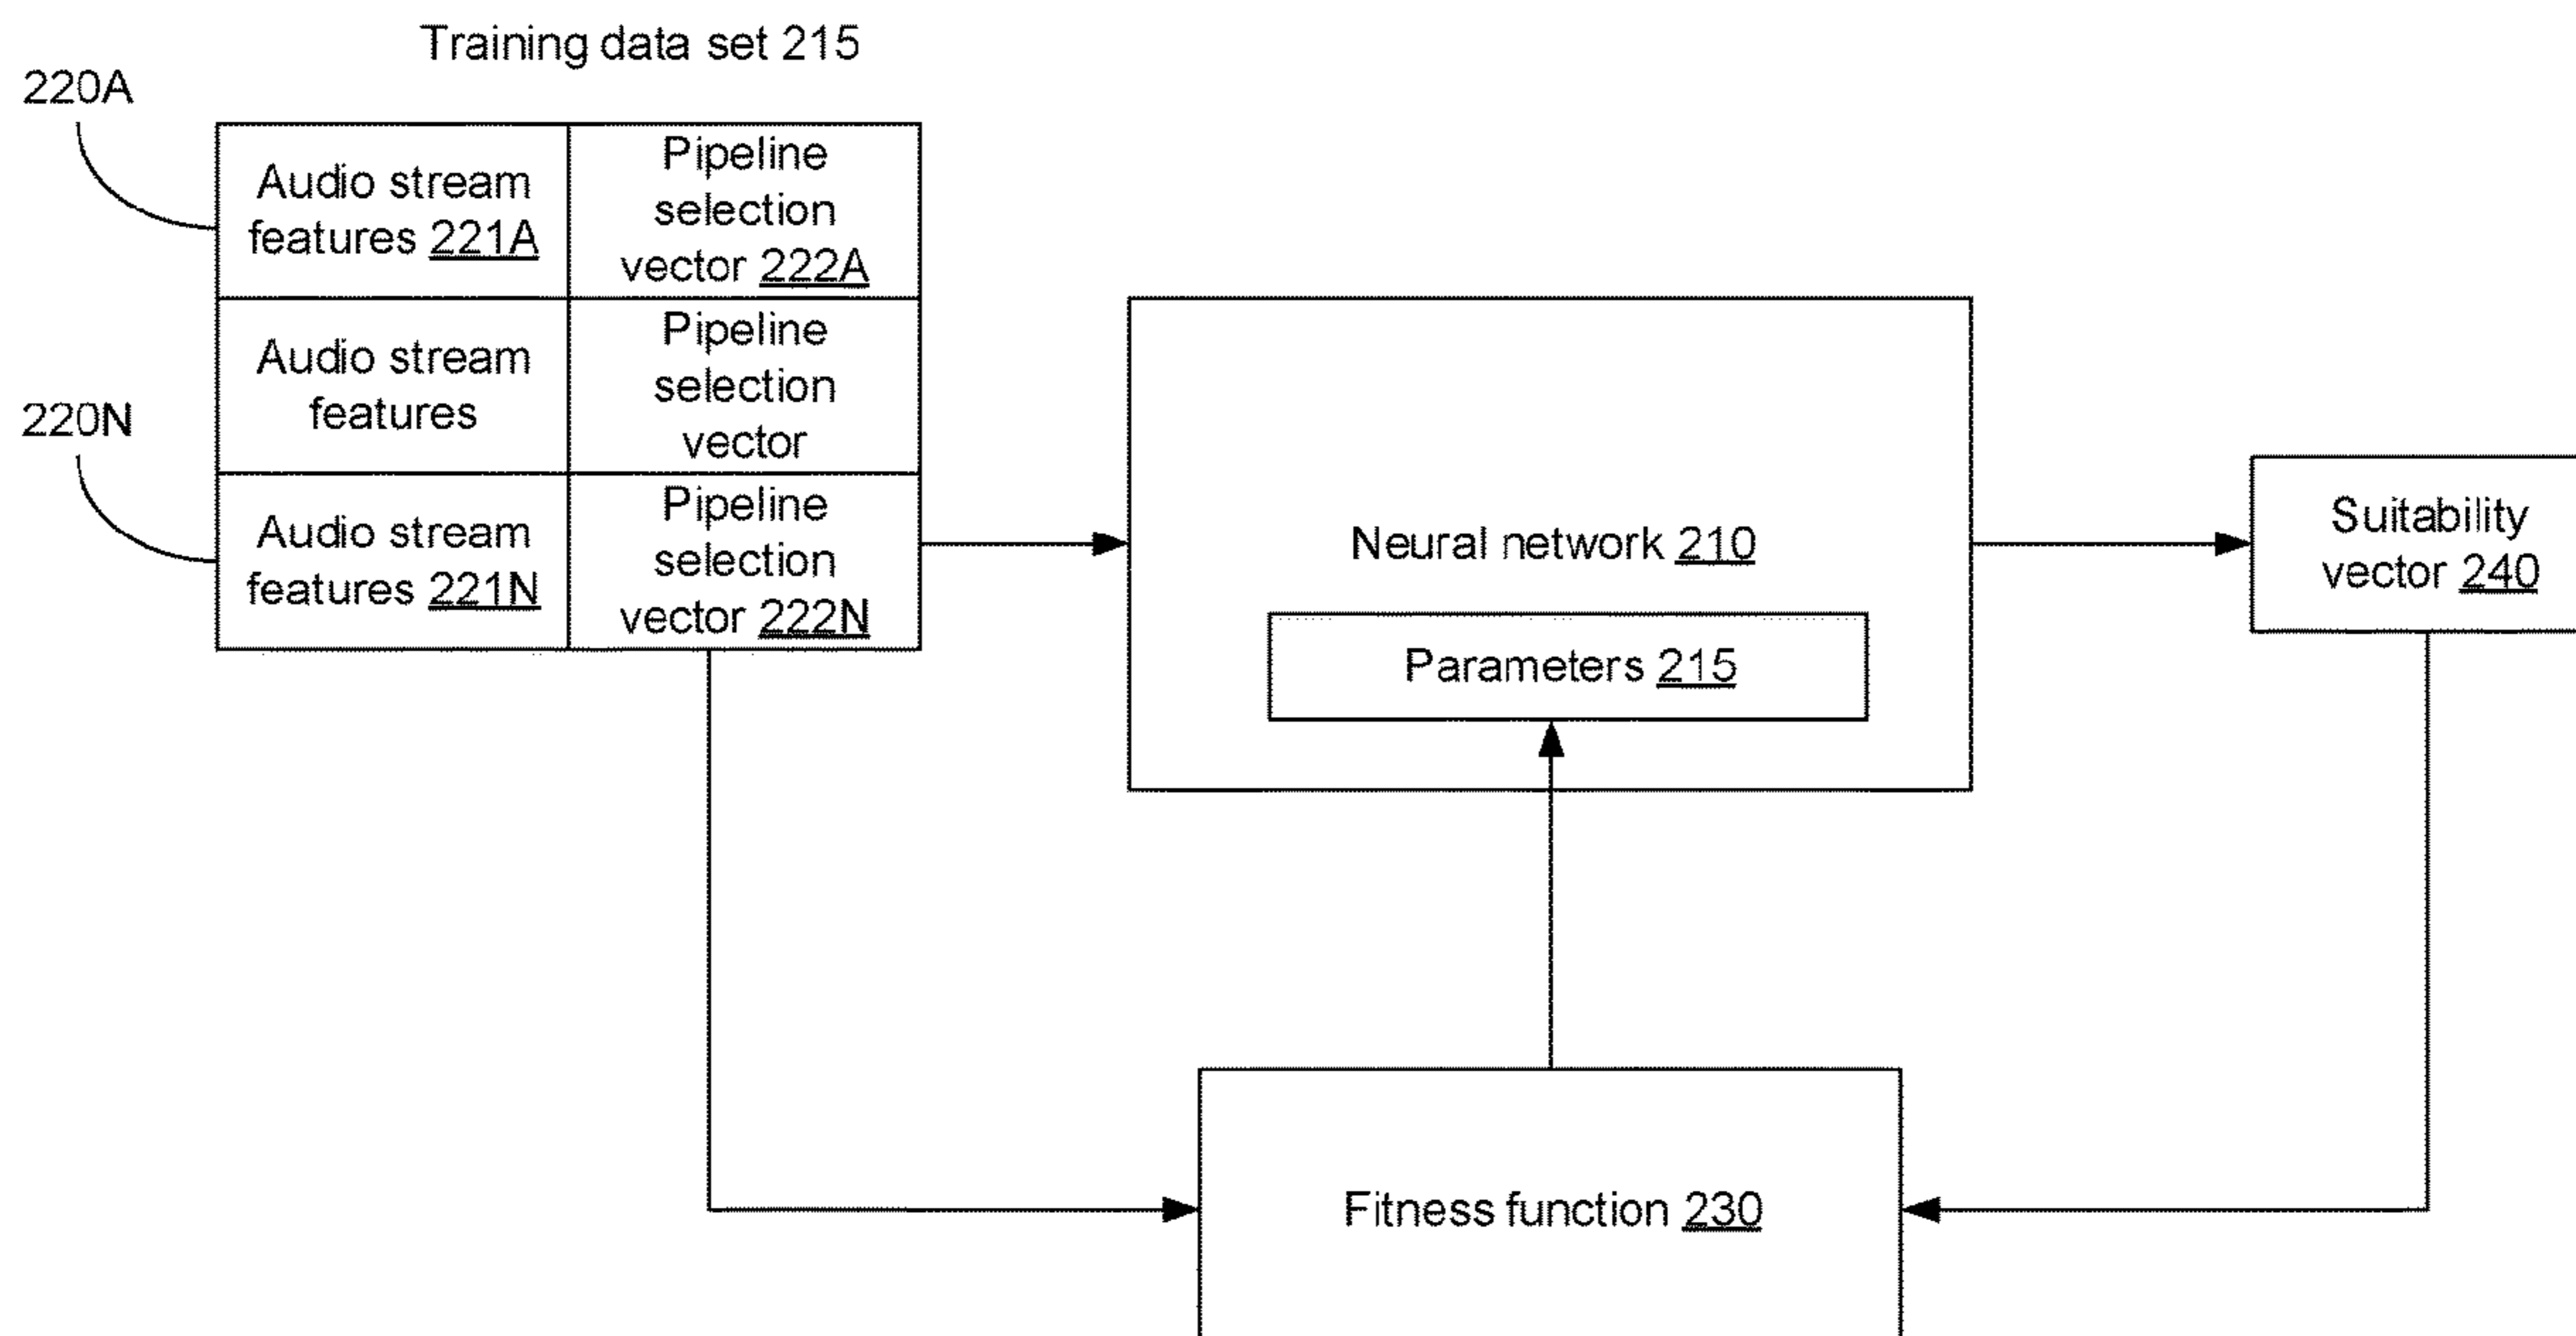 Training data set 215
220A
Audio stream
features 221A
Pipeline
selection
vector 222A
Audio stream
features
Pipeline
selection
vector
220N
Audio stream
features 221N
Pipeline
selection
vector 222N
Neural network 210
Parameters 215
Suitability
vector 240
Fitness function 230